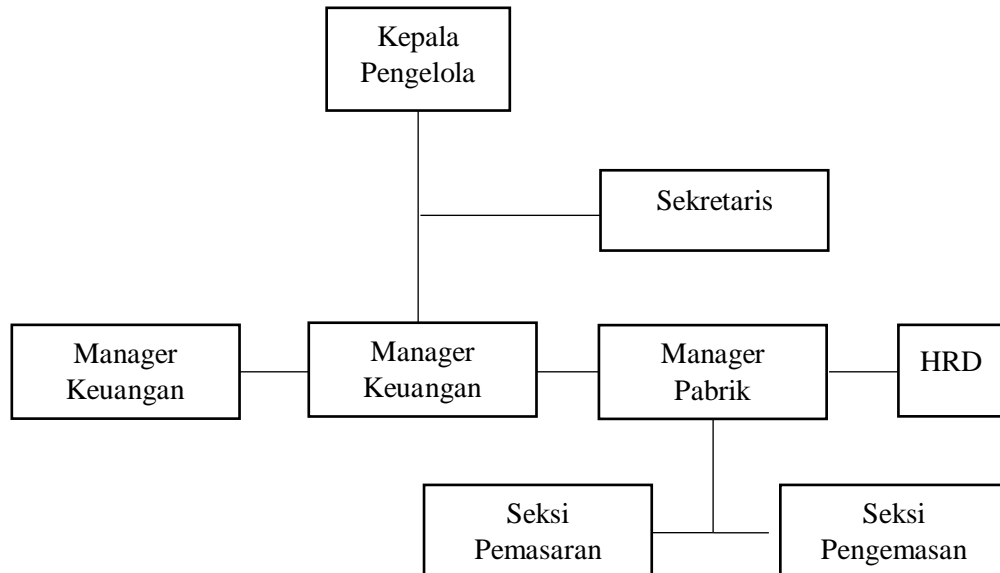 Kepala
Pengelola
Sekretaris
Manager
Keuangan
Manager
Keuangan
Manager
Pabrik
HRD
Seksi
Pemasaran
Seksi
Pengemasan